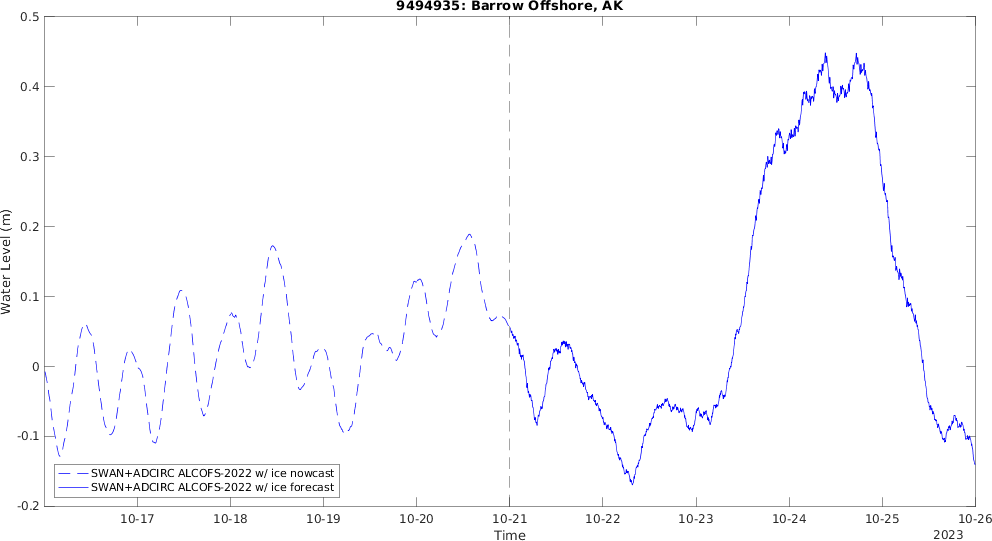 9494935: Barrow Offshore, AK
0.5
0.4
0.3
0.2
0.1
0
-0.1
-0.2
Water Level (m)
SWAN+ADCIRC ALCOFS-2022 w/ ice nowcast
SWAN+ADCIRC ALCOFS-2022 w/ ice forecast
10-17 10-18 10-19 10-20 10-21 10-22 10-23 10-24 10-25 10-26
Time
2023